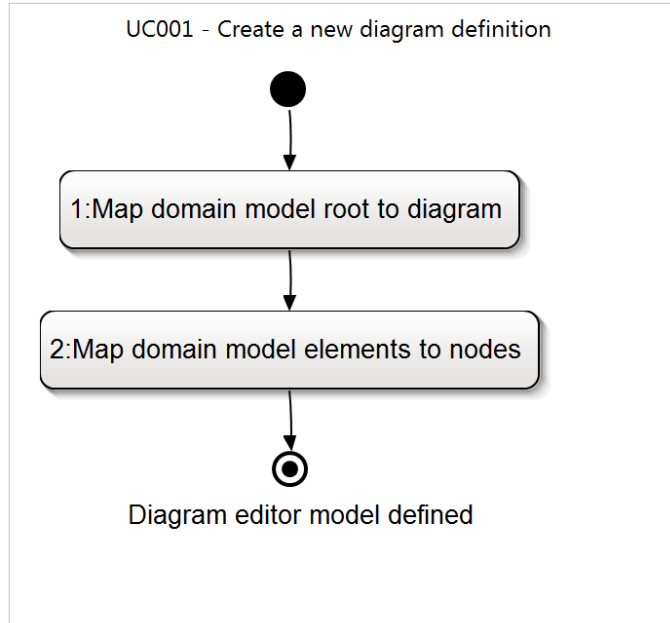 UC001 - Create a new diagram definition
1:Map domain model root to diagram
2:Map domain model elements to nodes
Diagram editor model defined